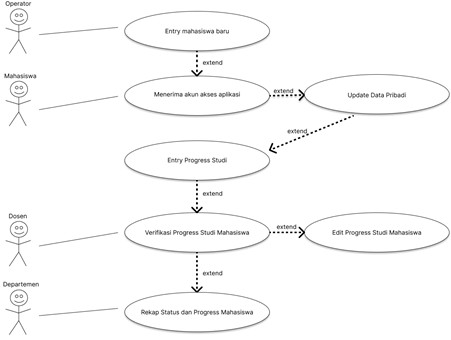 Operator
Entry mahasiswa baru
extend
Mahasiswa
Menerima akun akses aplikasi
extend
Update Data Pribadi
extend
Entry Progress Studi
extend
Dosen
Verifikasi Progress Studi Mahasiswa
extend
Edit Progress Studi Mahasiswa
extend
Departemen
Rekap Status dan Progress Mahasiswa